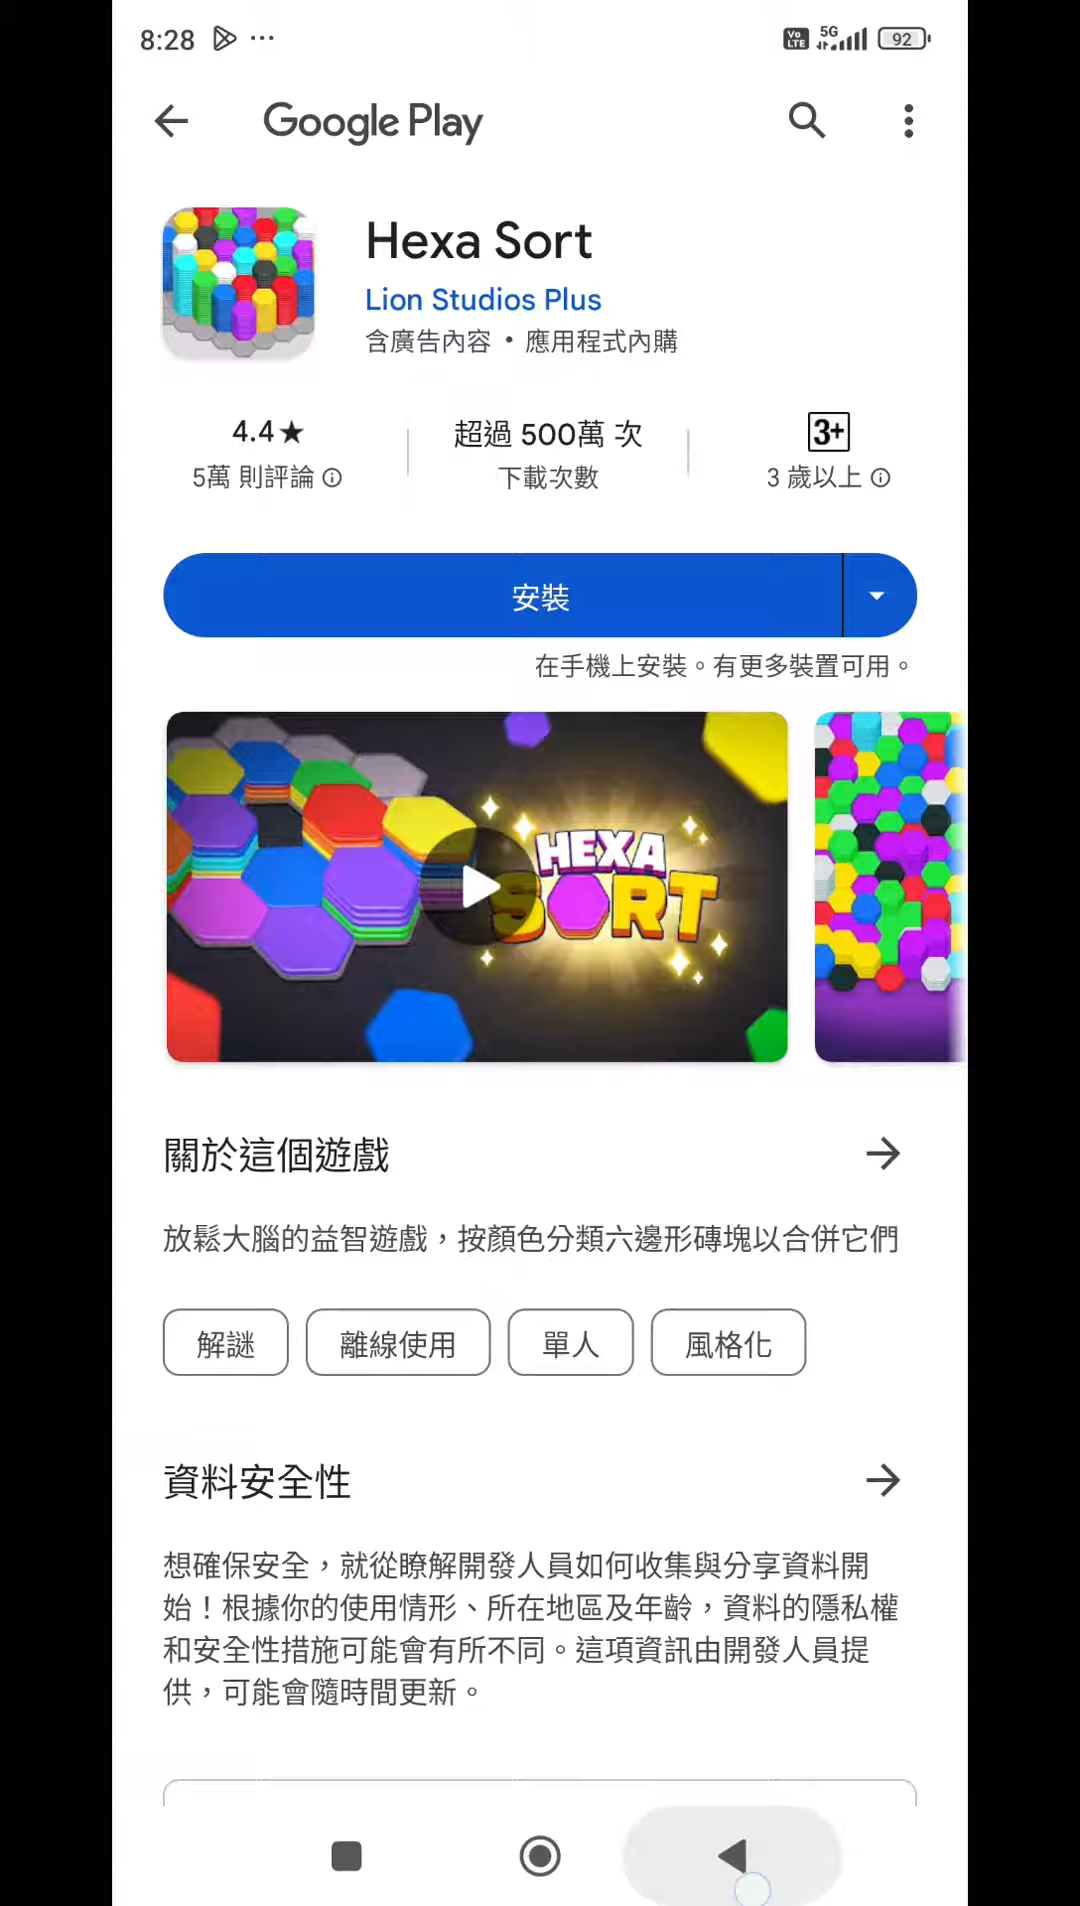 8:28
Vo LTE 5G 92
Google Play
Hexa Sort
Lion Studios Plus
含廣告內容 • 應用程式內購
4.4★
5萬 則評論
超過 500萬 次
下載次數
3+
3 歲以上
安裝
在手機上安裝。有更多裝置可用。
HEXA
SORT
關於這個遊戲
放鬆大腦的益智遊戲，按顏色分類六邊形磚塊以合併它們
解謎
離線使用
單人
風格化
資料安全性
想確保安全，就從瞭解開發人員如何收集與分享資料開
始！根據你的使用情形、所在地區及年齡，資料的隱私權
和安全性措施可能會有所不同。這項資訊由開發人員提
供，可能會隨時間更新。